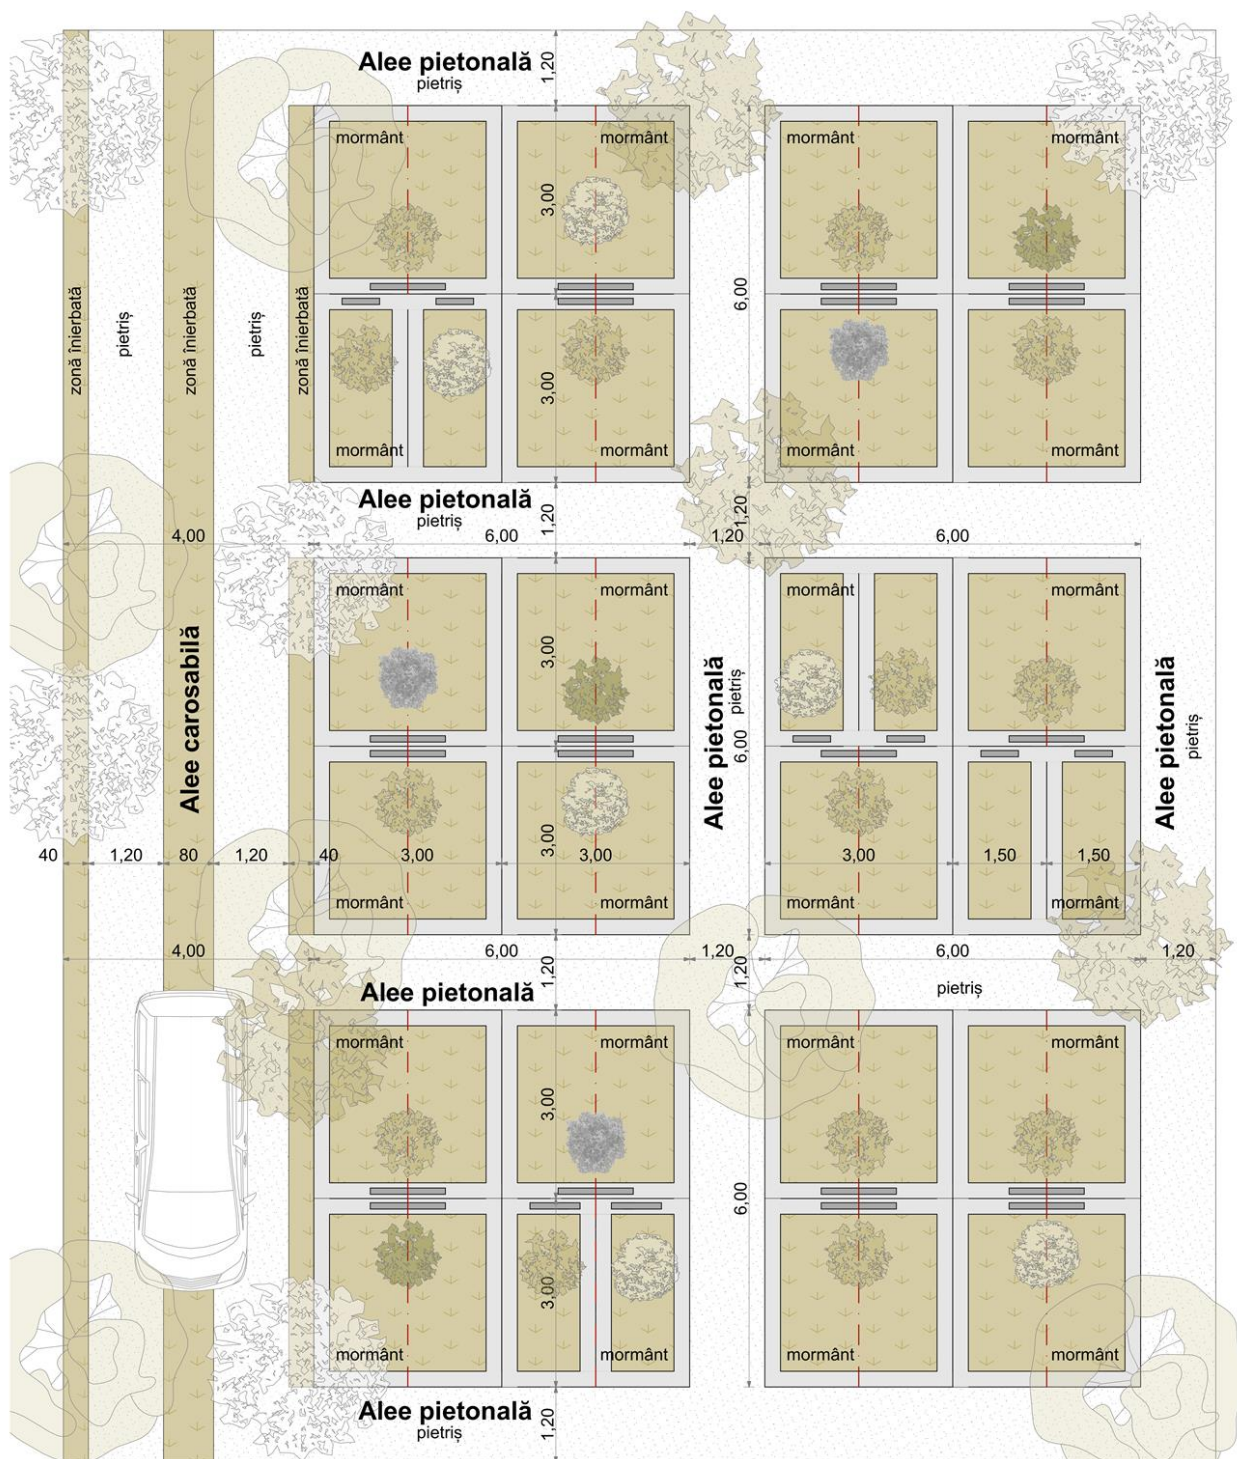 Alee pietonală
pietriș
1,20
mormânt
mormânt
mormânt
mormânt
3,00
6,00
zonă înierbată
pietriș
zonă înierbată
pietriș
zonă înierbată
3,00
mormânt
mormânt
mormânt
mormânt
Alee pietonală
pietriș
1,20
1,20
4,00
6,00
1,20
6,00
mormânt
mormânt
mormânt
mormânt
3,00
Alee carosabilă
Alee pietonală
pietriș
6,00
Alee pietonală
pietriș
3,00
40
1,20
80
1,20
40
3,00
3,00
3,00
1,50
1,50
mormânt
mormânt
mormânt
mormânt
4,00
6,00
1,20
1,20
1,20
6,00
1,20
Alee pietonală
pietriș
mormânt
mormânt
mormânt
mormânt
3,00
6,00
3,00
mormânt
mormânt
mormânt
mormânt
Alee pietonală
pietriș
1,20